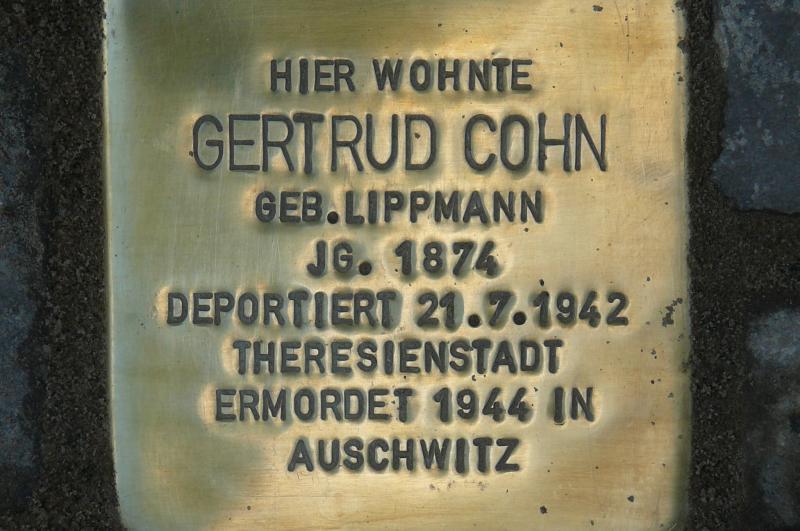 HIER WOHNTE
GERTRUD COHN
GEB.LIPPMANN
JG. 1874
DEPORTIERT 21.7.1942
THERESIENSTADT
ERMORDET 1944 IN
AUSCHWITZ